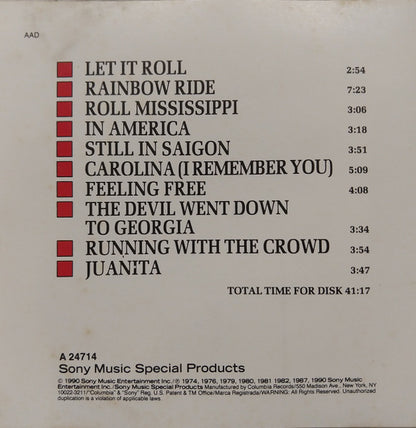 AAD
LET IT ROLL 2:54
RAINBOW RIDE 7:23
ROLL MISSISSIPPI 3:06
IN AMERICA 3:18
STILL IN SAIGON 3:51
CAROLINA (I REMEMBER YOU) 5:09
FEELING FREE 4:08
THE DEVIL WENT DOWN
TO GEORGIA 3:34
RUNNING WITH THE CROWD 3:54
JUANITA 3:47
TOTAL TIME FOR DISK 41:17
A 24714
Sony Music Special Products
© 1990 Sony Music Entertainment Inc./℗ 1974, 1976, 1979, 1980, 1981 1982, 1987, 1990 Sony Music
Entertainment Inc./Sony Music Special Products Manufactured by Columbia Records/550 Madison Ave., New York, NY
10022-3211/"Columbia" & "Sony" Reg. U.S. Patent & TM Office/Marca Registrada/WARNING: All Rights Reserved. Unauthorized
duplication is a violation of applicable laws.